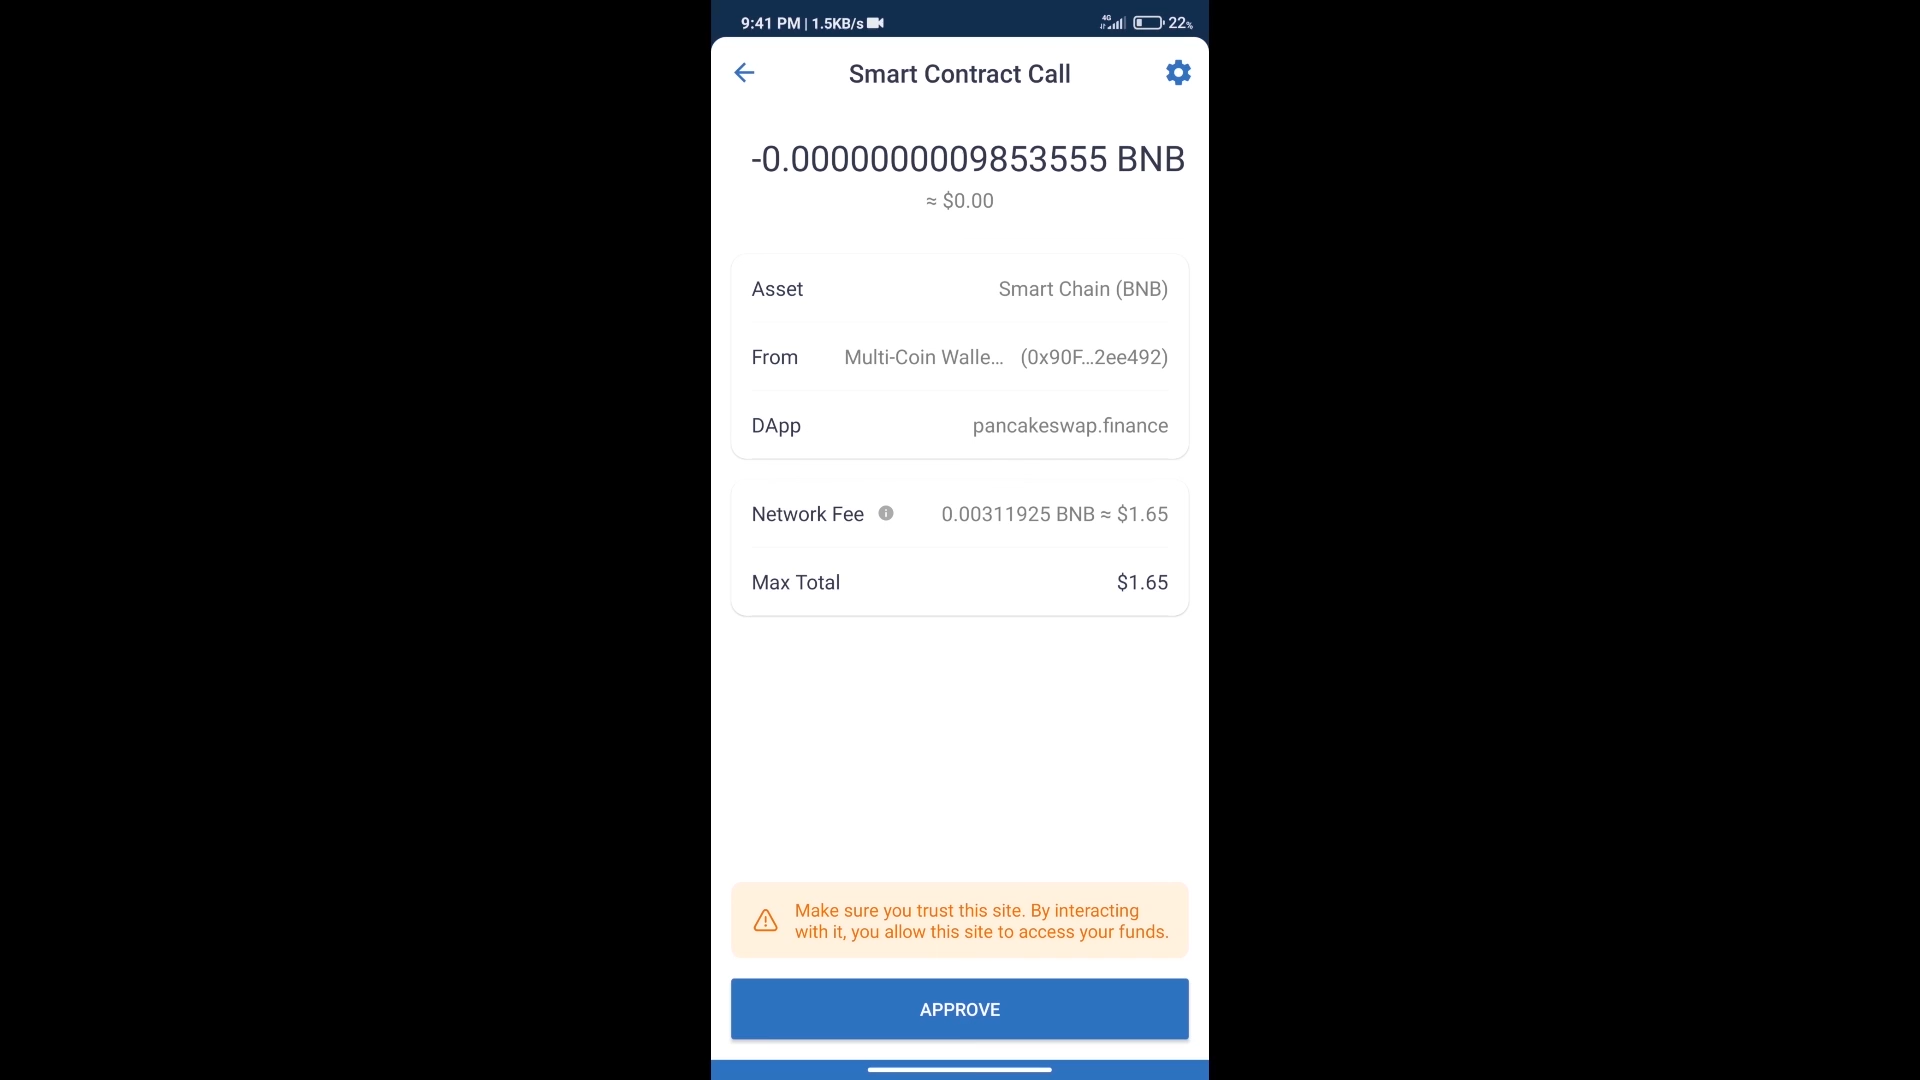 9:41 PM | 1.5KB/s 4G 22%
Smart Contract Call
-0.0000000009853555 BNB
≈ $0.00
Asset Smart Chain (BNB)
From Multi-Coin Walle... (0x90F...2ee492)
DApp pancakeswap.finance
Network Fee 0.00311925 BNB ≈ $1.65
Max Total $1.65
Make sure you trust this site. By interacting
with it, you allow this site to access your funds.
APPROVE